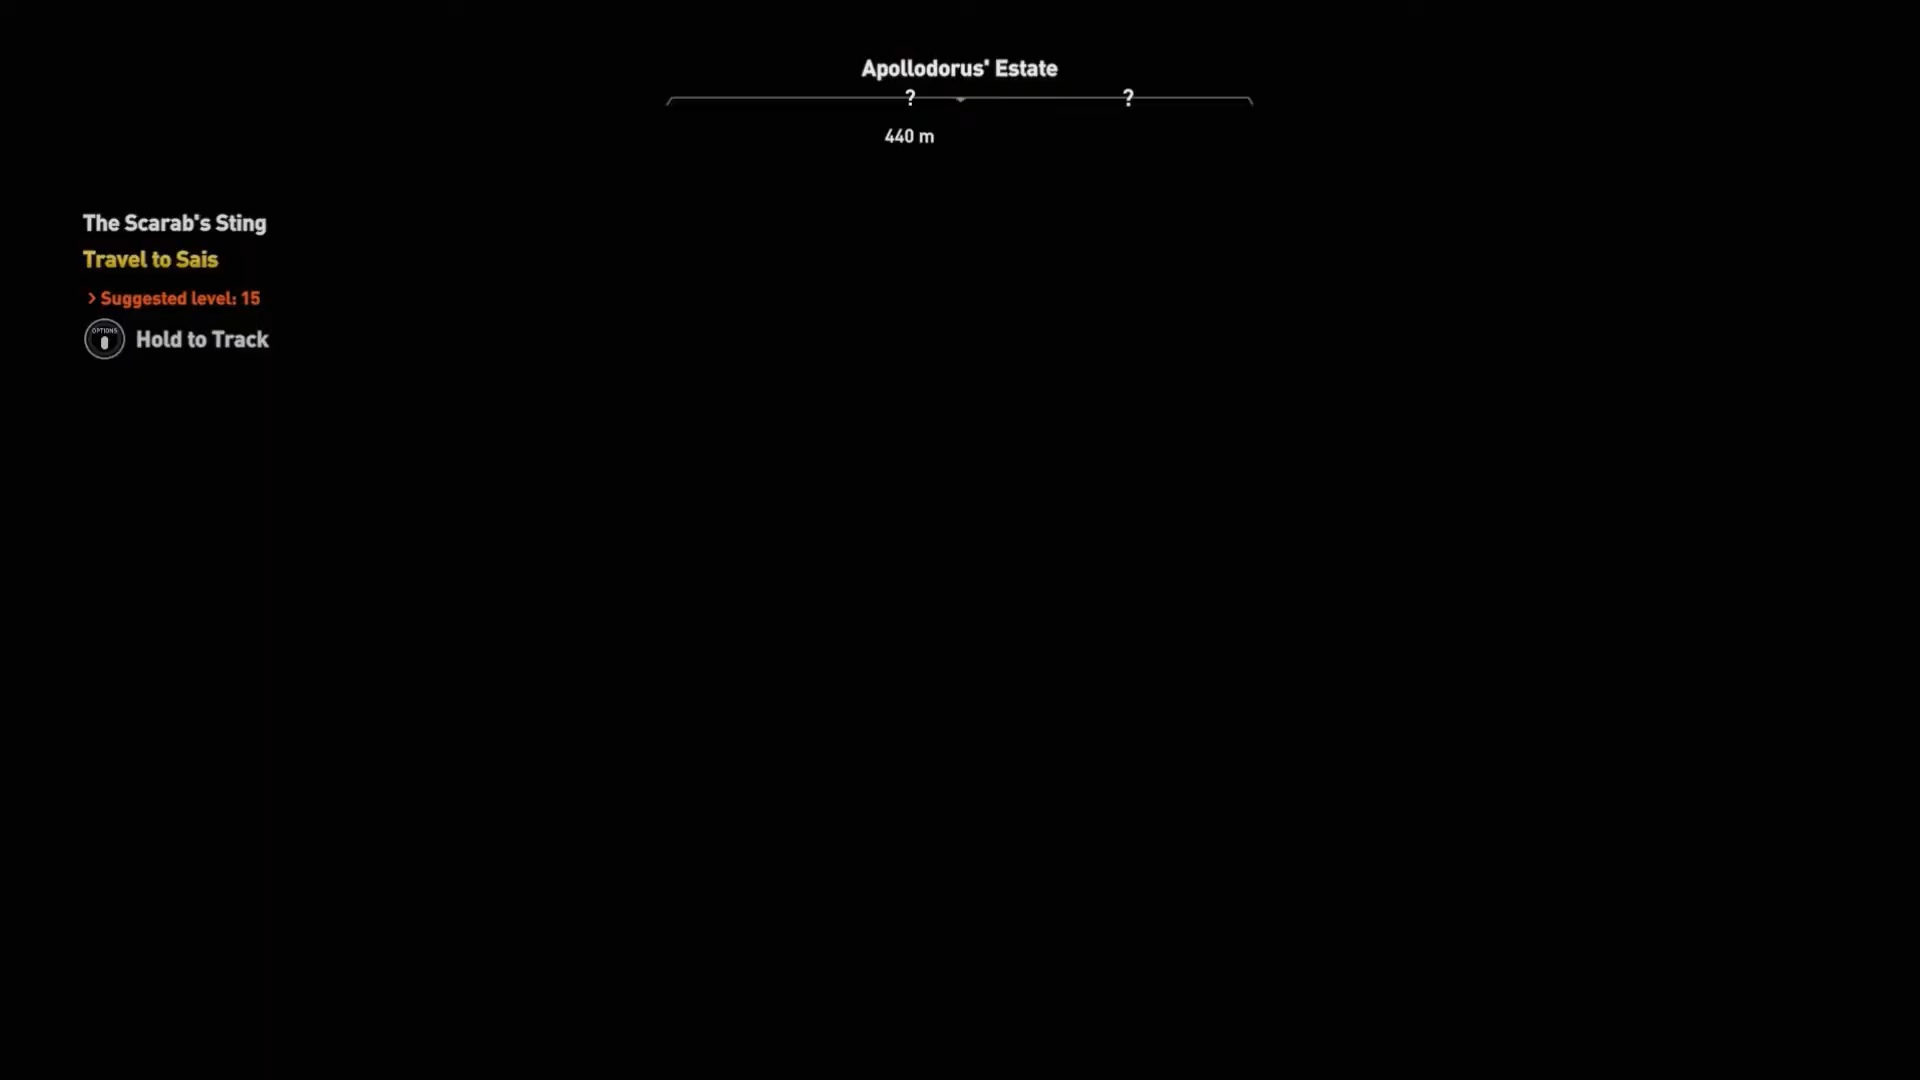 Apollodorus' Estate
? ?
440 m
The Scarab's Sting
Travel to Sais
> Suggested level: 15
OPTIONS
Hold to Track